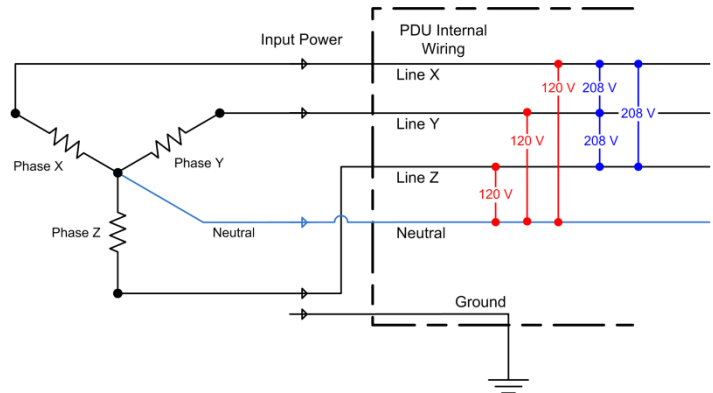 Input Power
PDU Internal
Wiring
Line X
120 V
208 V
208 V
Line Y
120 V
208 V
Phase X
Phase Y
Line Z
120 V
Phase Z
Neutral
Neutral
Ground